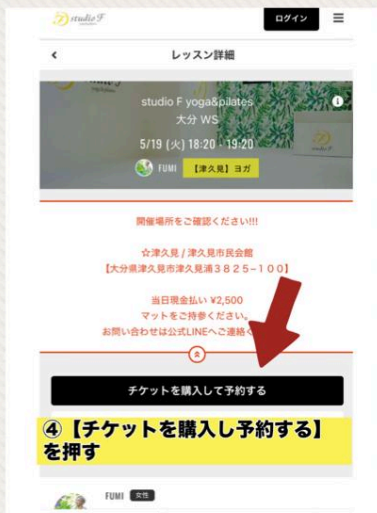 studio F
ログイン
レッスン詳細
studio F yoga&pilates
大分 WS
5/19 (火) 18:20 - 19:20
FUMI 【津久見】ヨガ
studio F
開催場所をご確認ください!!!
☆津久見 / 津久見市民会館
【大分県津久見市津久見浦３８２５−１００】
当日現金払い ¥2,500
マットをご持参ください。
お問い合わせは公式LINEへご連絡く
チケットを購入して予約する
④【チケットを購入し予約する】
を押す
FUMI 女性